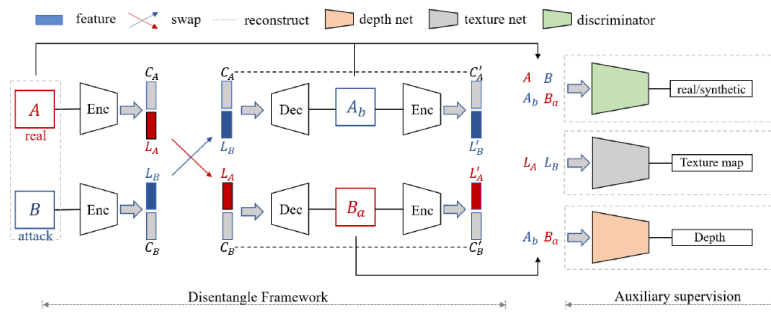 feature swap reconstruct depth net texture net discriminator
C_A C_A C'_A
A Enc Dec A_b Enc
real
L_A L_B L'_B
L_B L_A L'_A
B Enc Dec B_a Enc
attack
C_B C_B C'_B
A B
A_b B_a
real/synthetic
L_A L_B Texture map
A_b B_a Depth
Disentangle Framework Auxiliary supervision